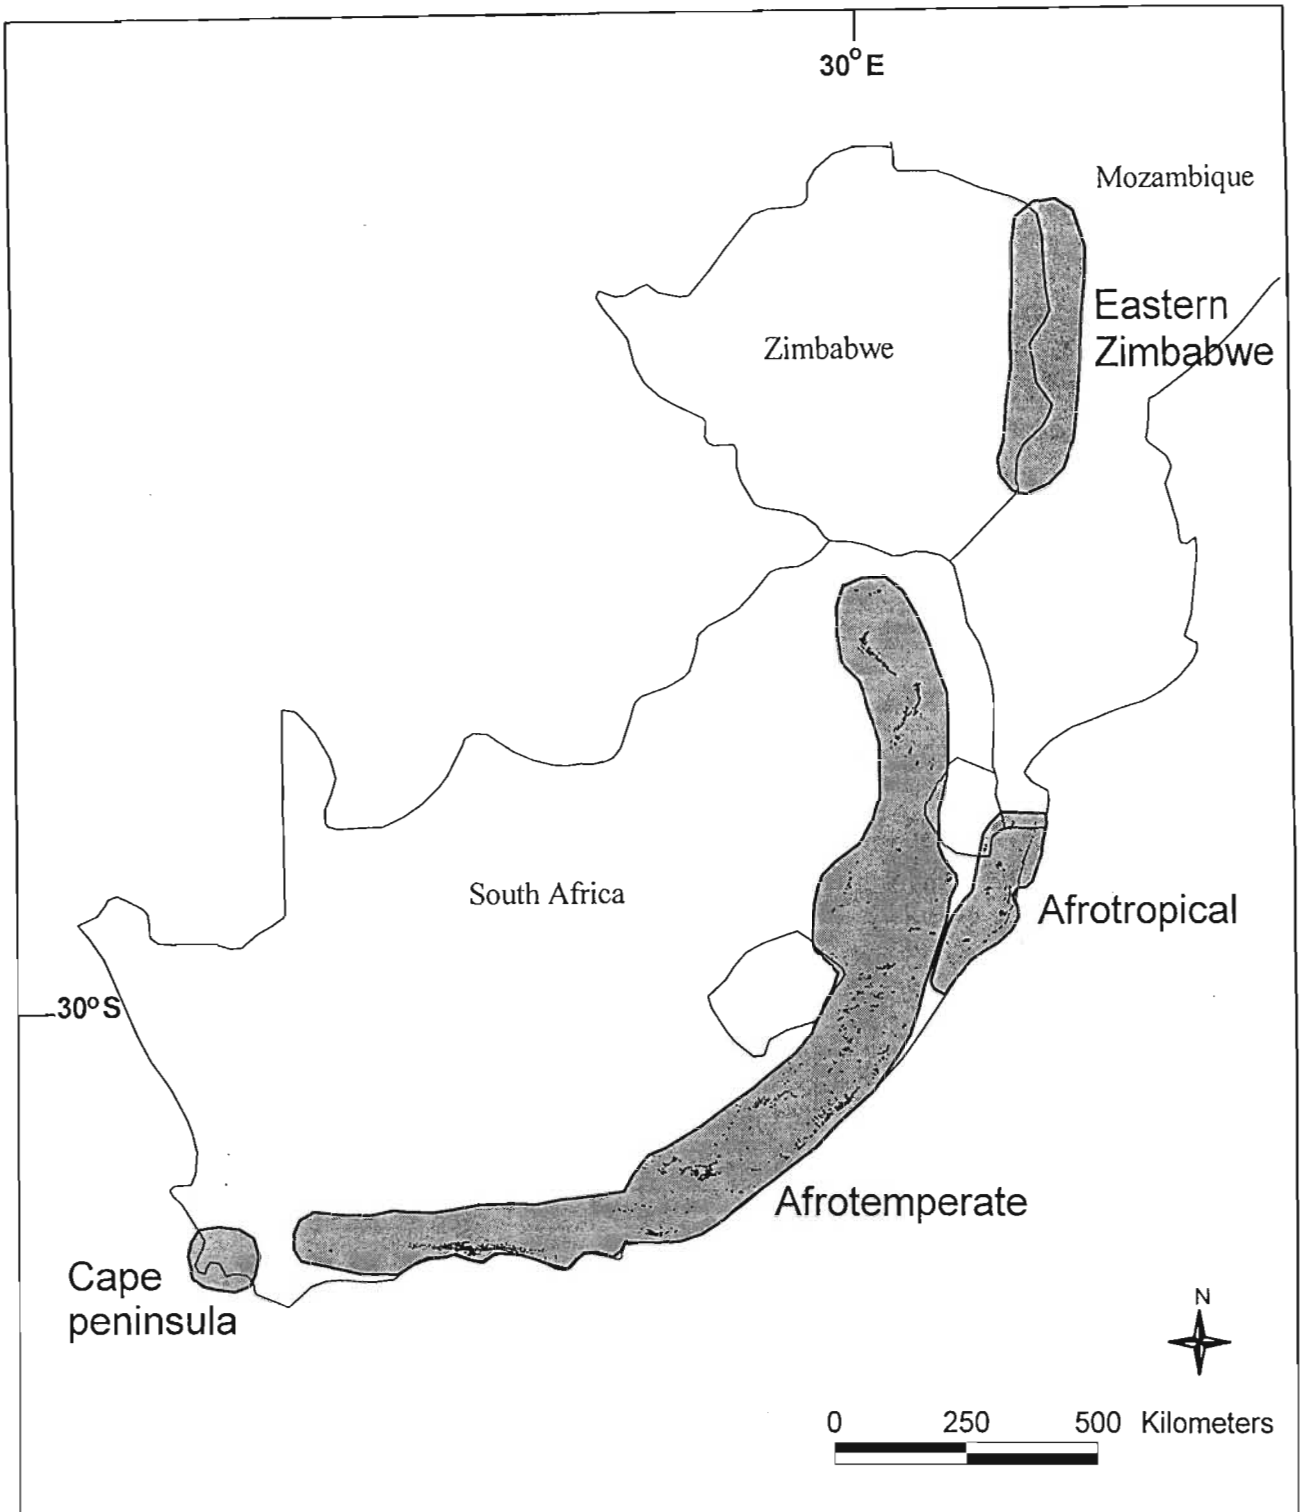 30° E
Mozambique
Eastern
Zimbabwe
Zimbabwe
South Africa
Afrotropical
30° S
Afrotemperate
Cape
peninsula
N
0 250 500 Kilometers